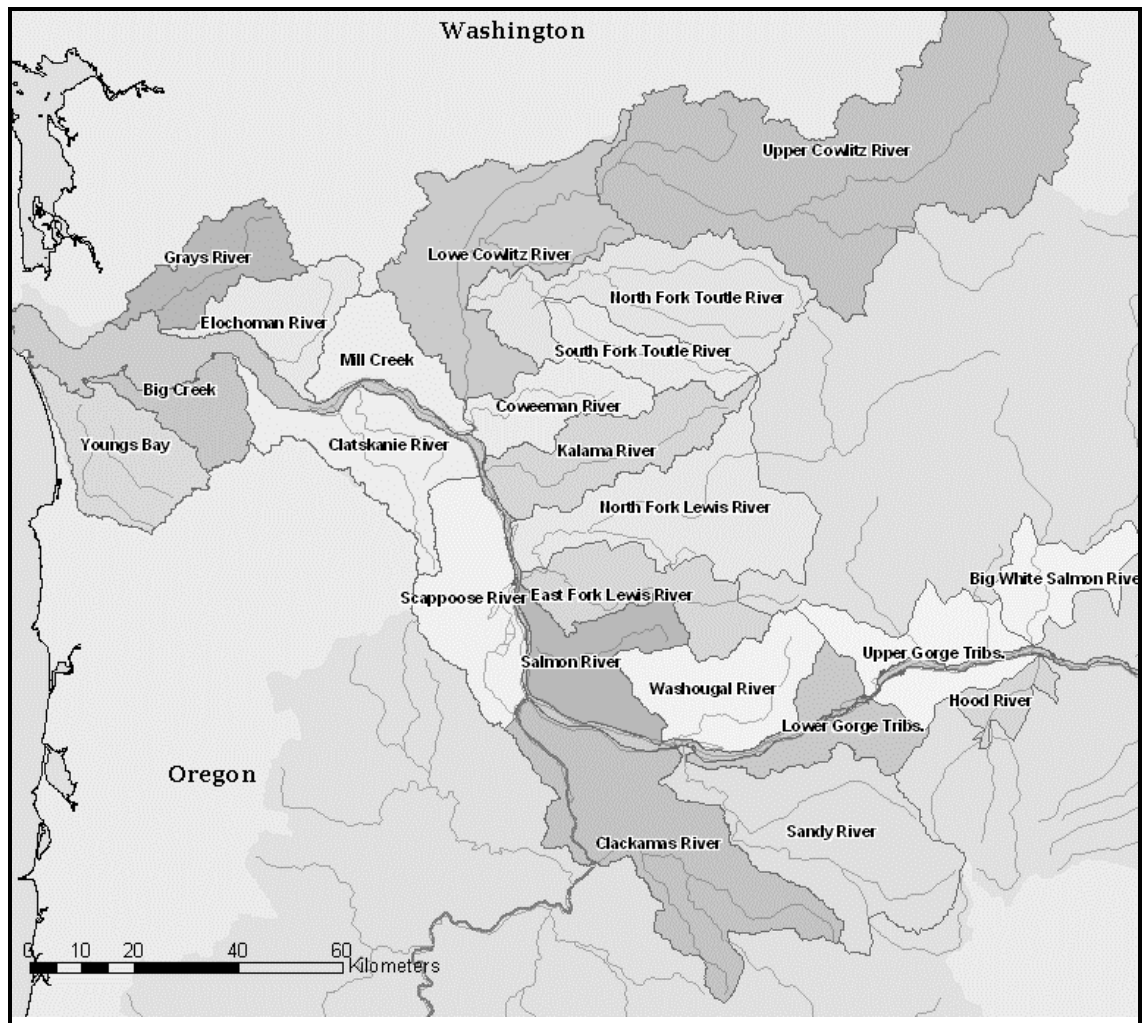 Washington
Upper Cowlitz River
Grays River
Lowe Cowlitz River
North Fork Toutle River
Elochoman River
South Fork Toutle River
Mill Creek
Big Creek
Coweeman River
Youngs Bay
Clatskanie River
Kalama River
North Fork Lewis River
Big White Salmon Rive
Scappoose River
East Fork Lewis River
Upper Gorge Tribs.
Salmon River
Washougal River
Hood River
Lower Gorge Tribs.
Oregon
Sandy River
Clackamas River
0 10 20 40 60
Kilometers